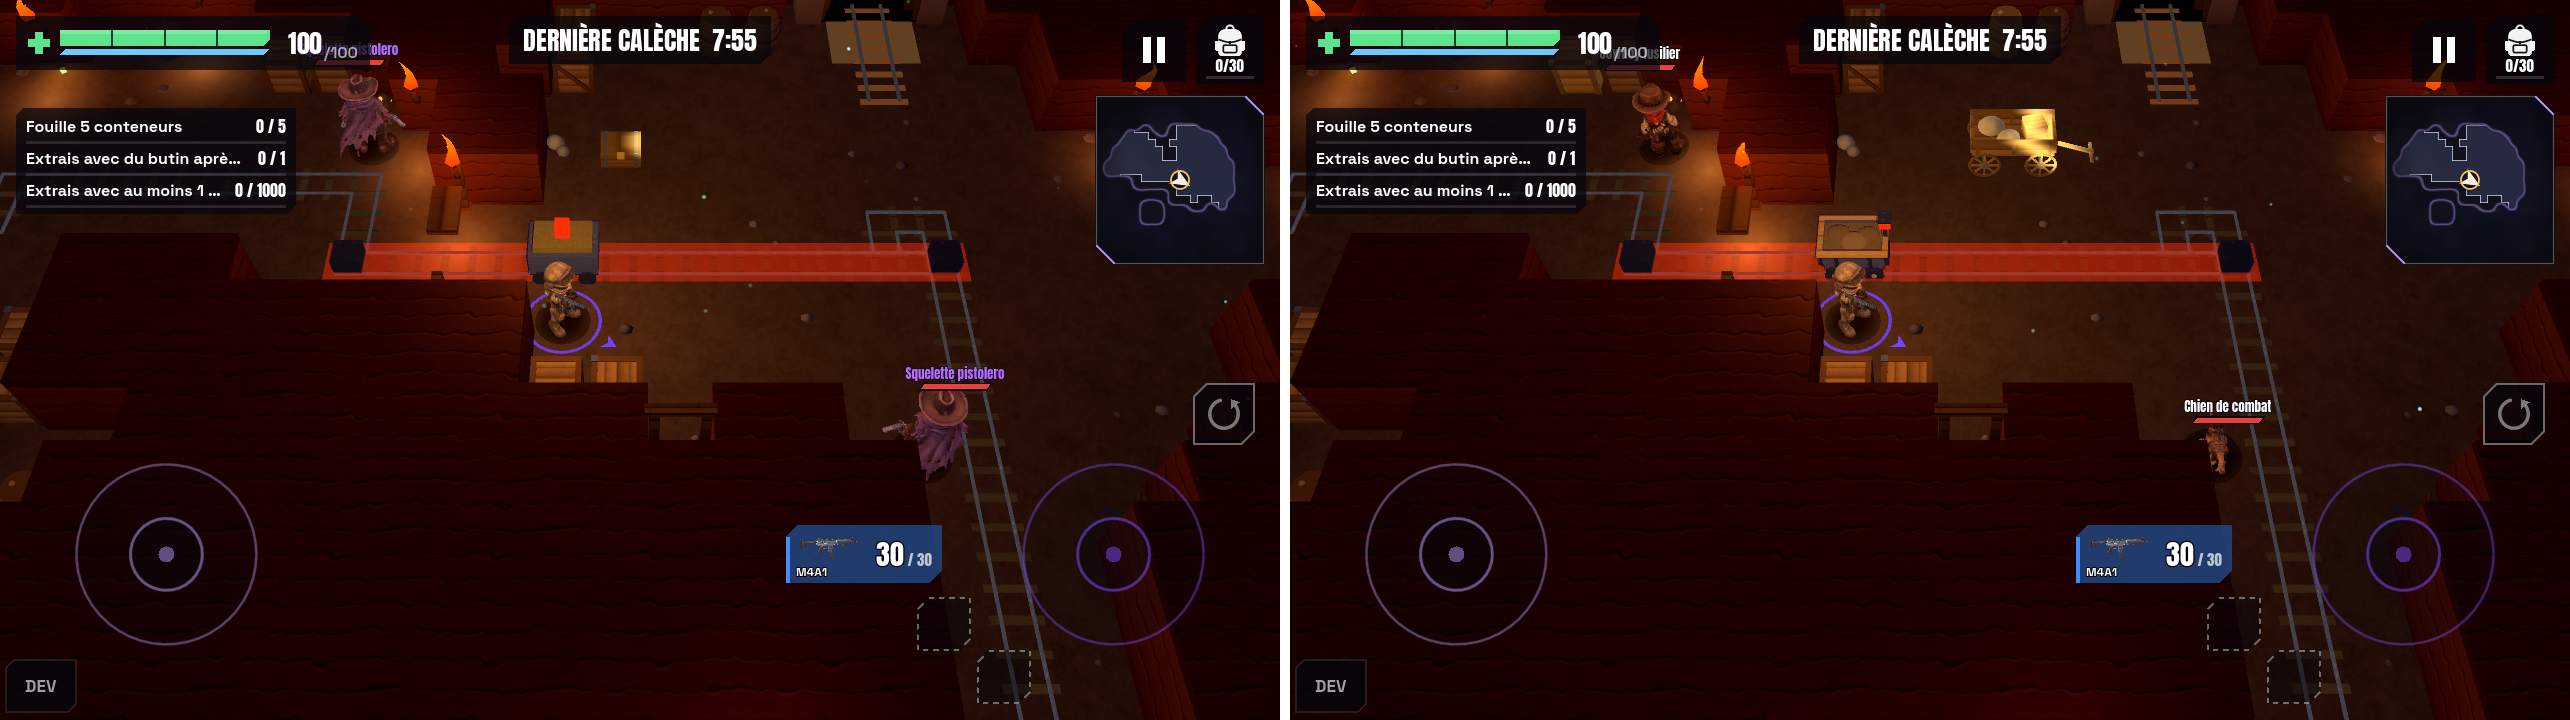 100/100
DERNIÈRE CALÈCHE 7:55
0/30
Fouille 5 conteneurs 0 / 5
Extrais avec du butin aprè... 0 / 1
Extrais avec au moins 1 ... 0 / 1000
Squelette pistolero
30 / 30
M4A1
DEV
100/100
DERNIÈRE CALÈCHE 7:55
0/30
Fouille 5 conteneurs 0 / 5
Extrais avec du butin aprè... 0 / 1
Extrais avec au moins 1 ... 0 / 1000
Chien de combat
30 / 30
M4A1
DEV